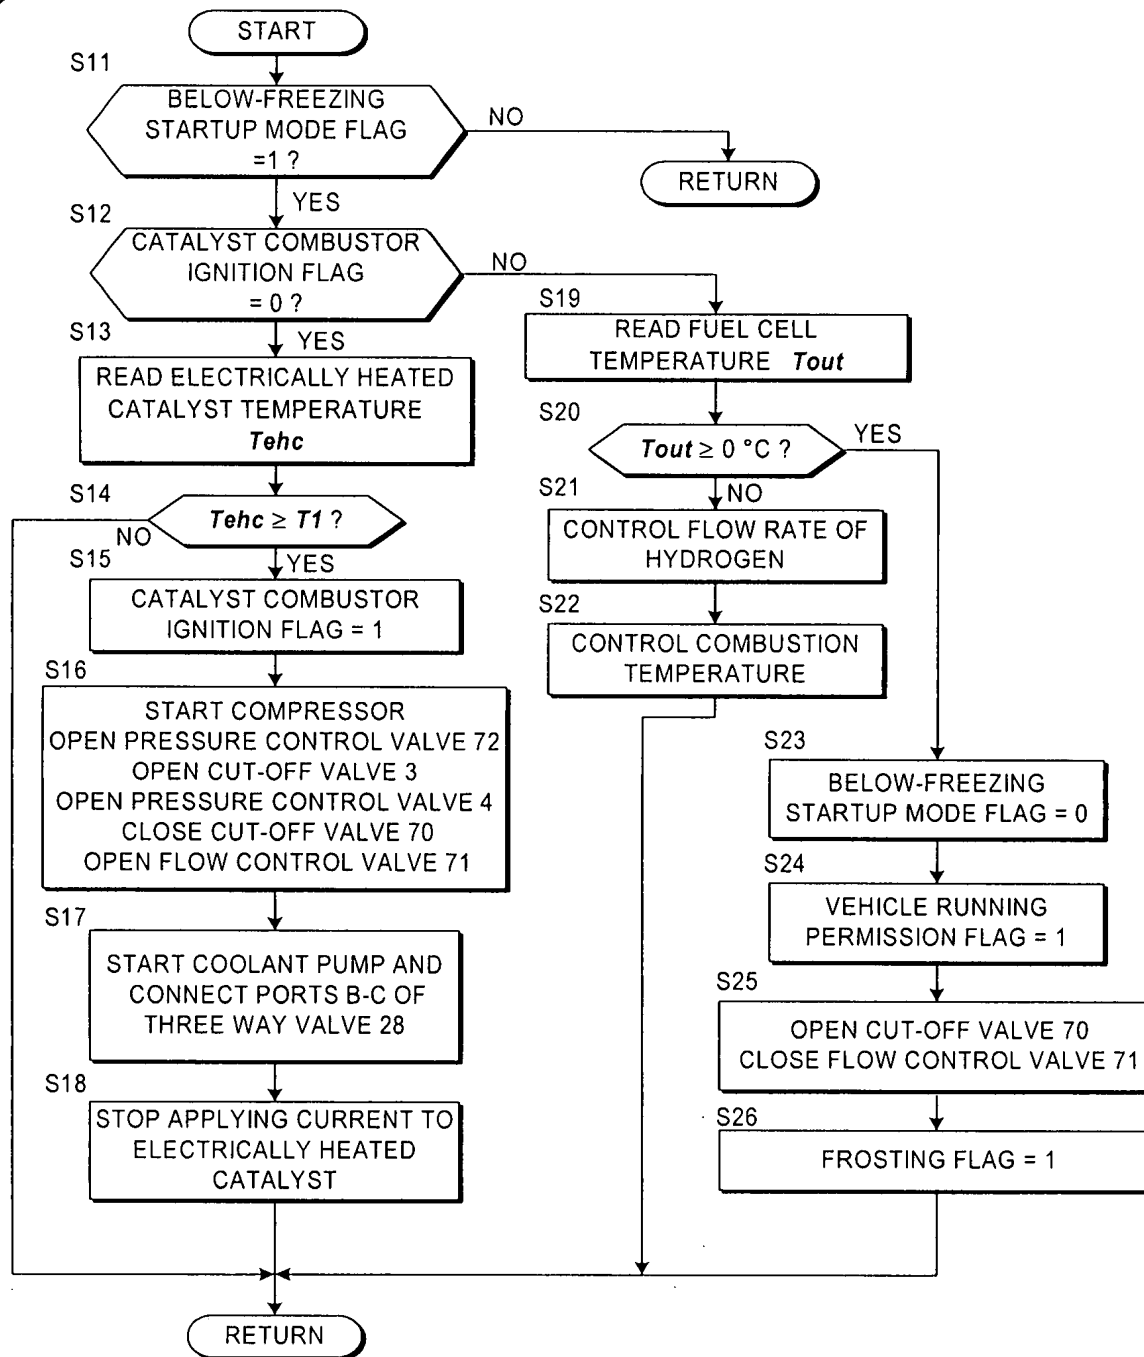 START
S11
BELOW-FREEZING
STARTUP MODE FLAG
=1 ?
NO
RETURN
YES
S12
CATALYST COMBUSTOR
IGNITION FLAG
= 0 ?
NO
YES
S13
READ ELECTRICALLY HEATED
CATALYST TEMPERATURE
Tehc
S14
Tehc ≥ T1 ?
NO
YES
S15
CATALYST COMBUSTOR
IGNITION FLAG = 1
S16
START COMPRESSOR
OPEN PRESSURE CONTROL VALVE 72
OPEN CUT-OFF VALVE 3
OPEN PRESSURE CONTROL VALVE 4
CLOSE CUT-OFF VALVE 70
OPEN FLOW CONTROL VALVE 71
S17
START COOLANT PUMP AND
CONNECT PORTS B-C OF
THREE WAY VALVE 28
S18
STOP APPLYING CURRENT TO
ELECTRICALLY HEATED
CATALYST
S19
READ FUEL CELL
TEMPERATURE Tout
S20
Tout ≥ 0 °C ?
YES
NO
S21
CONTROL FLOW RATE OF
HYDROGEN
S22
CONTROL COMBUSTION
TEMPERATURE
S23
BELOW-FREEZING
STARTUP MODE FLAG = 0
S24
VEHICLE RUNNING
PERMISSION FLAG = 1
S25
OPEN CUT-OFF VALVE 70
CLOSE FLOW CONTROL VALVE 71
S26
FROSTING FLAG = 1
RETURN